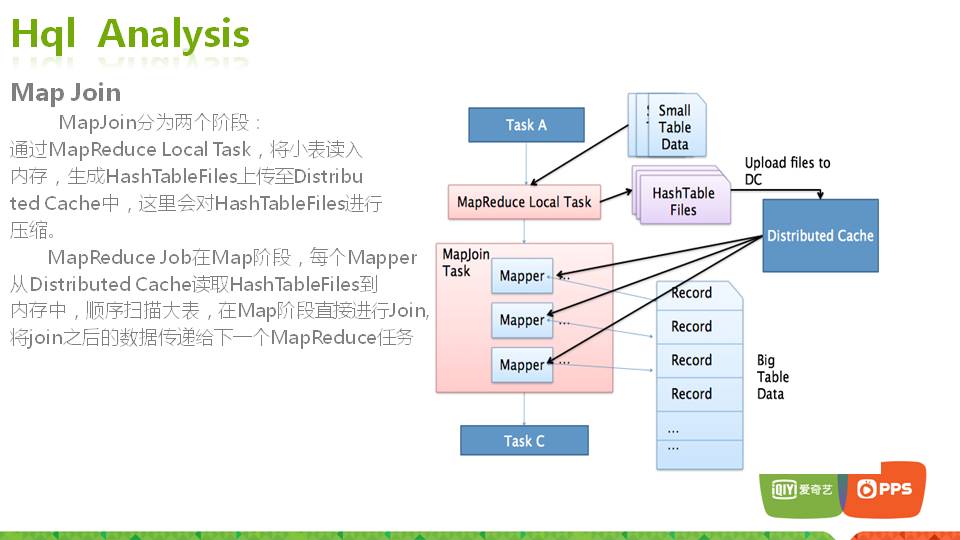 Hql Analysis
Map Join
MapJoin分为两个阶段：
通过MapReduce Local Task，将小表读入
内存，生成HashTableFiles上传至Distribu
ted Cache中，这里会对HashTableFiles进行
压缩。
MapReduce Job在Map阶段，每个Mapper
从Distributed Cache读取HashTableFiles到
内存中，顺序扫描大表，在Map阶段直接进行Join,
将join之后的数据传递给下一个MapReduce任务
Task A
Small
Table
Data
Upload files to
DC
MapReduce Local Task
HashTable
Files
Distributed Cache
MapJoin
Task
Mapper
...
Mapper
...
Mapper
...
Record
Record
Record
Record
...
...
Big
Table
Data
Task C
iQIYI 爱奇艺
PPS